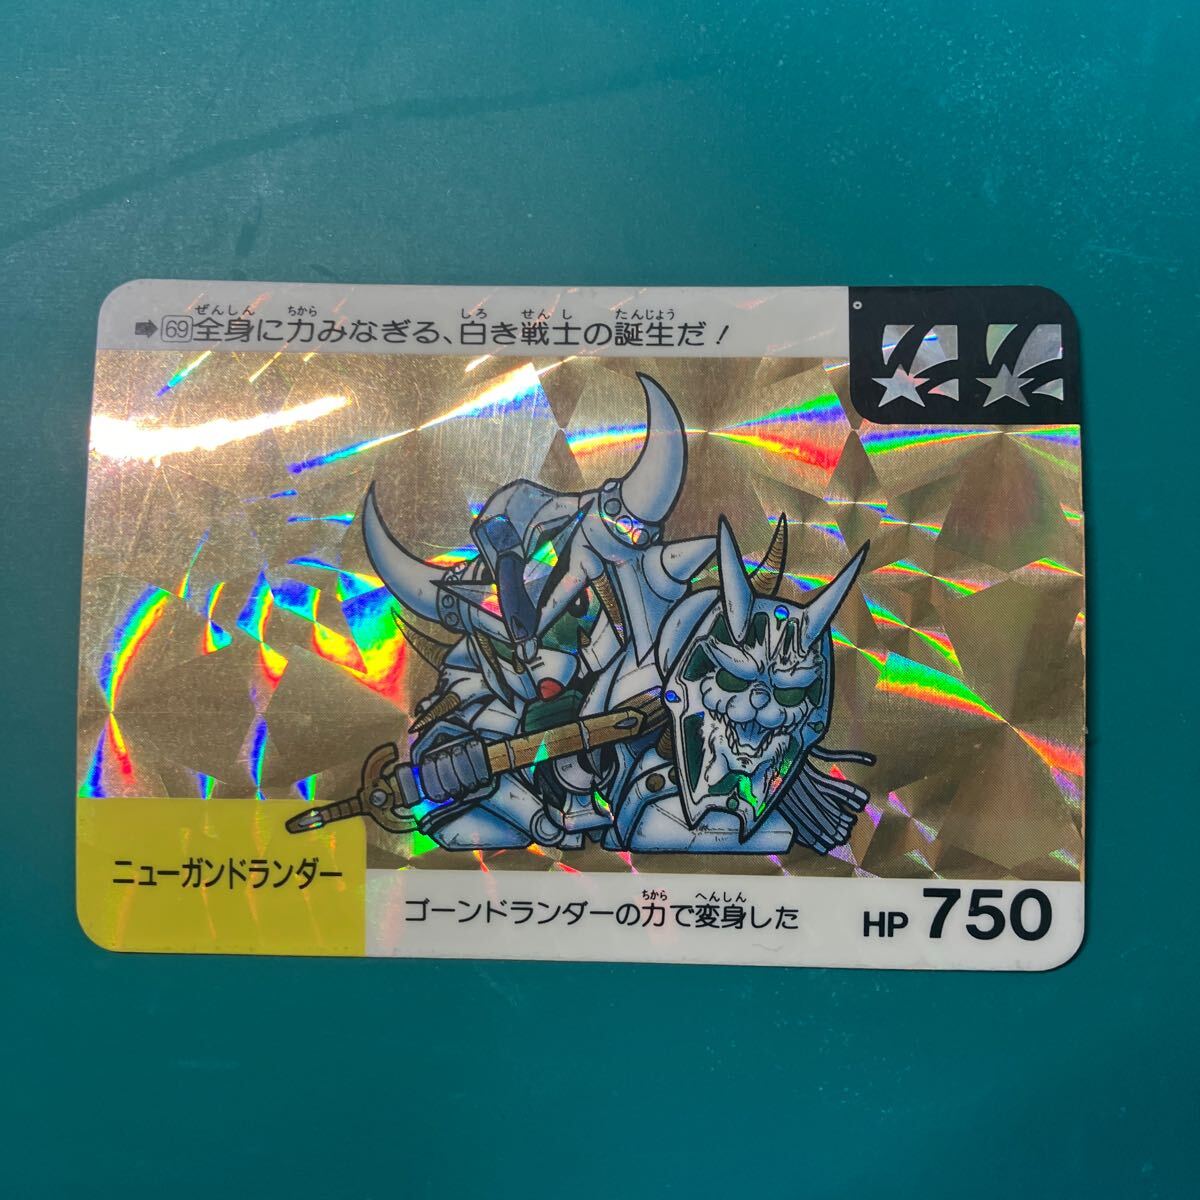 ➡69全身に力みなぎる、白き戦士の誕生だ!
ぜんしん ちから しろ せんし たんじょう
ニューガンドランダー
ゴーンドランダーの力で変身した
ちから へんしん
HP 750